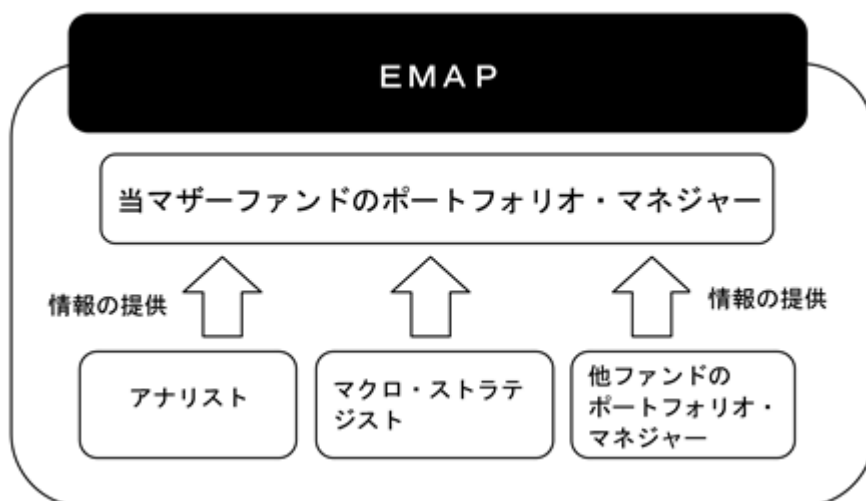 ＥＭＡＰ
当マザーファンドのポートフォリオ・マネジャー
情報の提供
情報の提供
アナリスト
マクロ・ストラテ
ジスト
他ファンドの
ポートフォリオ・
マネジャー